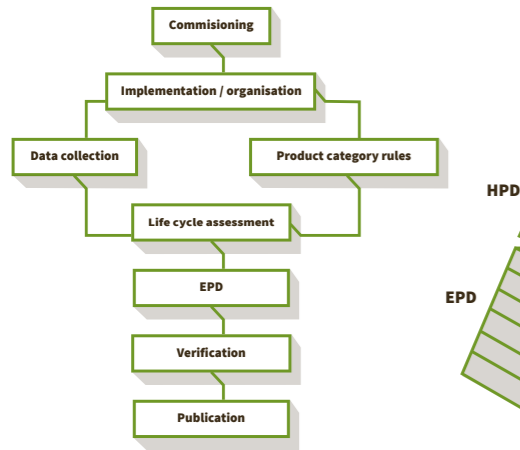 Commisioning
Implementation / organisation
Data collection
Product category rules
Life cycle assessment
EPD
Verification
Publication
HPD
EPD